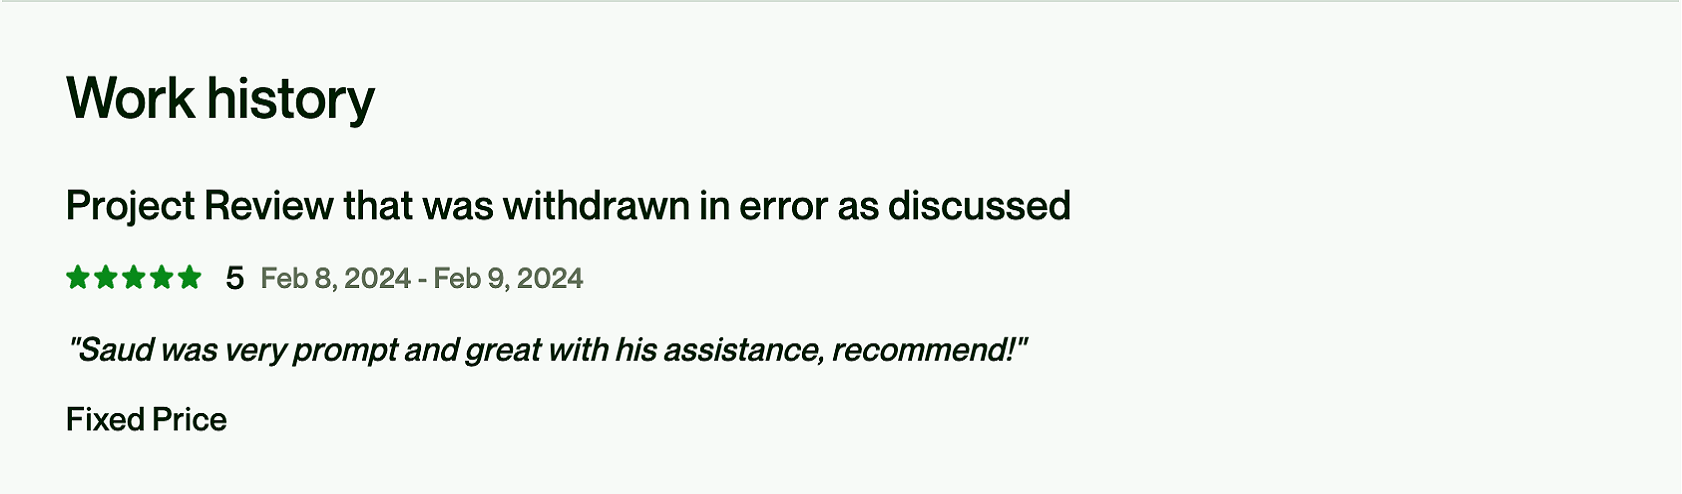 Work history
Project Review that was withdrawn in error as discussed
5 Feb 8, 2024 - Feb 9, 2024
"Saud was very prompt and great with his assistance, recommend!"
Fixed Price